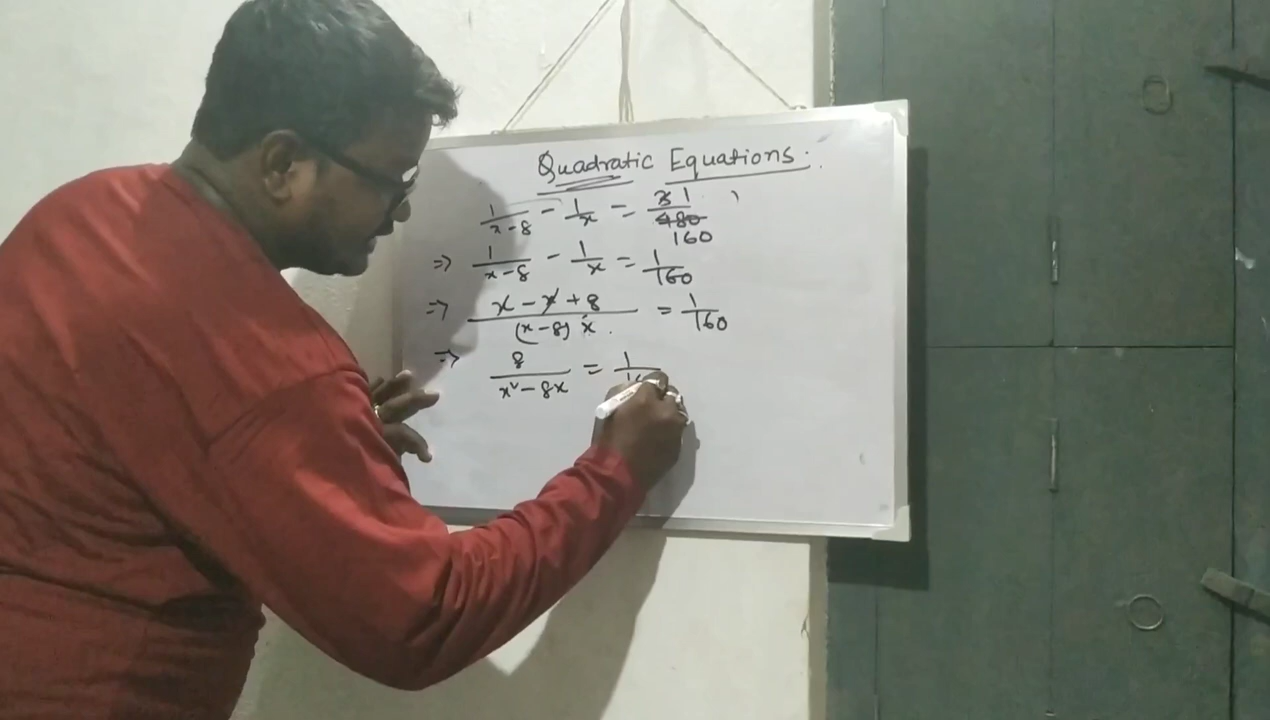 Quadratic Equations.
1/(x-8) - 1/x = 3 1/480 160
=> 1/(x-8) - 1/x = 1/160
=> (x - x + 8)/((x-8) x) = 1/160
=> 8/(x² - 8x) = 1/16